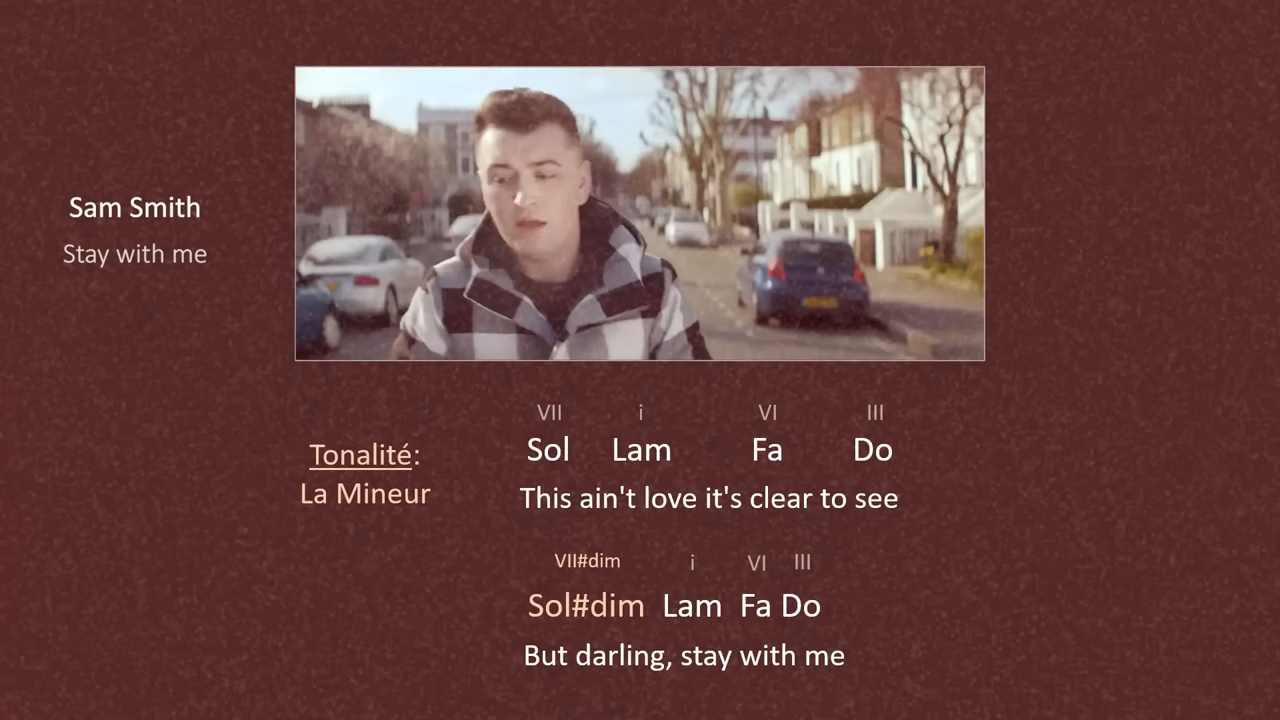 Sam Smith
Stay with me
VII i VI III
Sol Lam Fa Do
Tonalité:
La Mineur
This ain't love it's clear to see
VII#dim i VI III
Sol#dim Lam Fa Do
But darling, stay with me